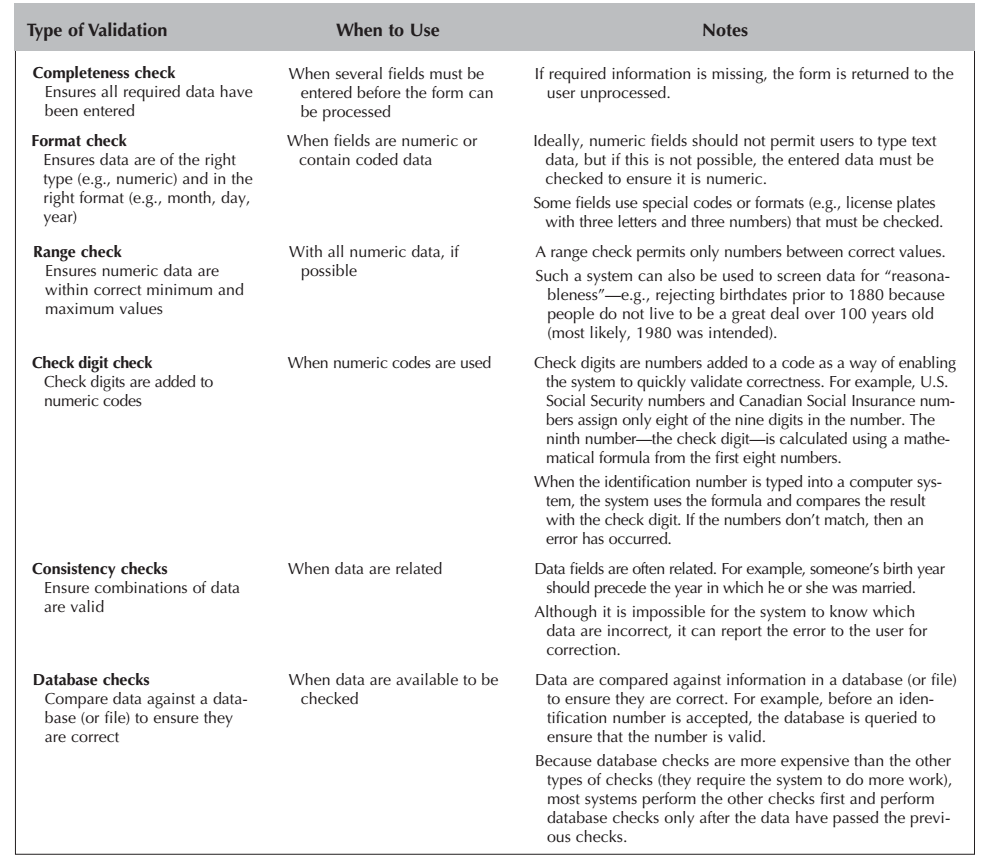 Type of Validation When to Use Notes
Completeness check
Ensures all required data have
been entered
When several fields must be
entered before the form can
be processed
If required information is missing, the form is returned to the
user unprocessed.
Format check
Ensures data are of the right
type (e.g., numeric) and in the
right format (e.g., month, day,
year)
When fields are numeric or
contain coded data
Ideally, numeric fields should not permit users to type text
data, but if this is not possible, the entered data must be
checked to ensure it is numeric.
Some fields use special codes or formats (e.g., license plates
with three letters and three numbers) that must be checked.
Range check
Ensures numeric data are
within correct minimum and
maximum values
With all numeric data, if
possible
A range check permits only numbers between correct values.
Such a system can also be used to screen data for “reasona-
bleness”—e.g., rejecting birthdates prior to 1880 because
people do not live to be a great deal over 100 years old
(most likely, 1980 was intended).
Check digit check
Check digits are added to
numeric codes
When numeric codes are used
Check digits are numbers added to a code as a way of enabling
the system to quickly validate correctness. For example, U.S.
Social Security numbers and Canadian Social Insurance num-
bers assign only eight of the nine digits in the number. The
ninth number—the check digit—is calculated using a mathe-
matical formula from the first eight numbers.
When the identification number is typed into a computer sys-
tem, the system uses the formula and compares the result
with the check digit. If the numbers don’t match, then an
error has occurred.
Consistency checks
Ensure combinations of data
are valid
When data are related
Data fields are often related. For example, someone’s birth year
should precede the year in which he or she was married.
Although it is impossible for the system to know which
data are incorrect, it can report the error to the user for
correction.
Database checks
Compare data against a data-
base (or file) to ensure they
are correct
When data are available to be
checked
Data are compared against information in a database (or file)
to ensure they are correct. For example, before an iden-
tification number is accepted, the database is queried to
ensure that the number is valid.
Because database checks are more expensive than the other
types of checks (they require the system to do more work),
most systems perform the other checks first and perform
database checks only after the data have passed the previ-
ous checks.